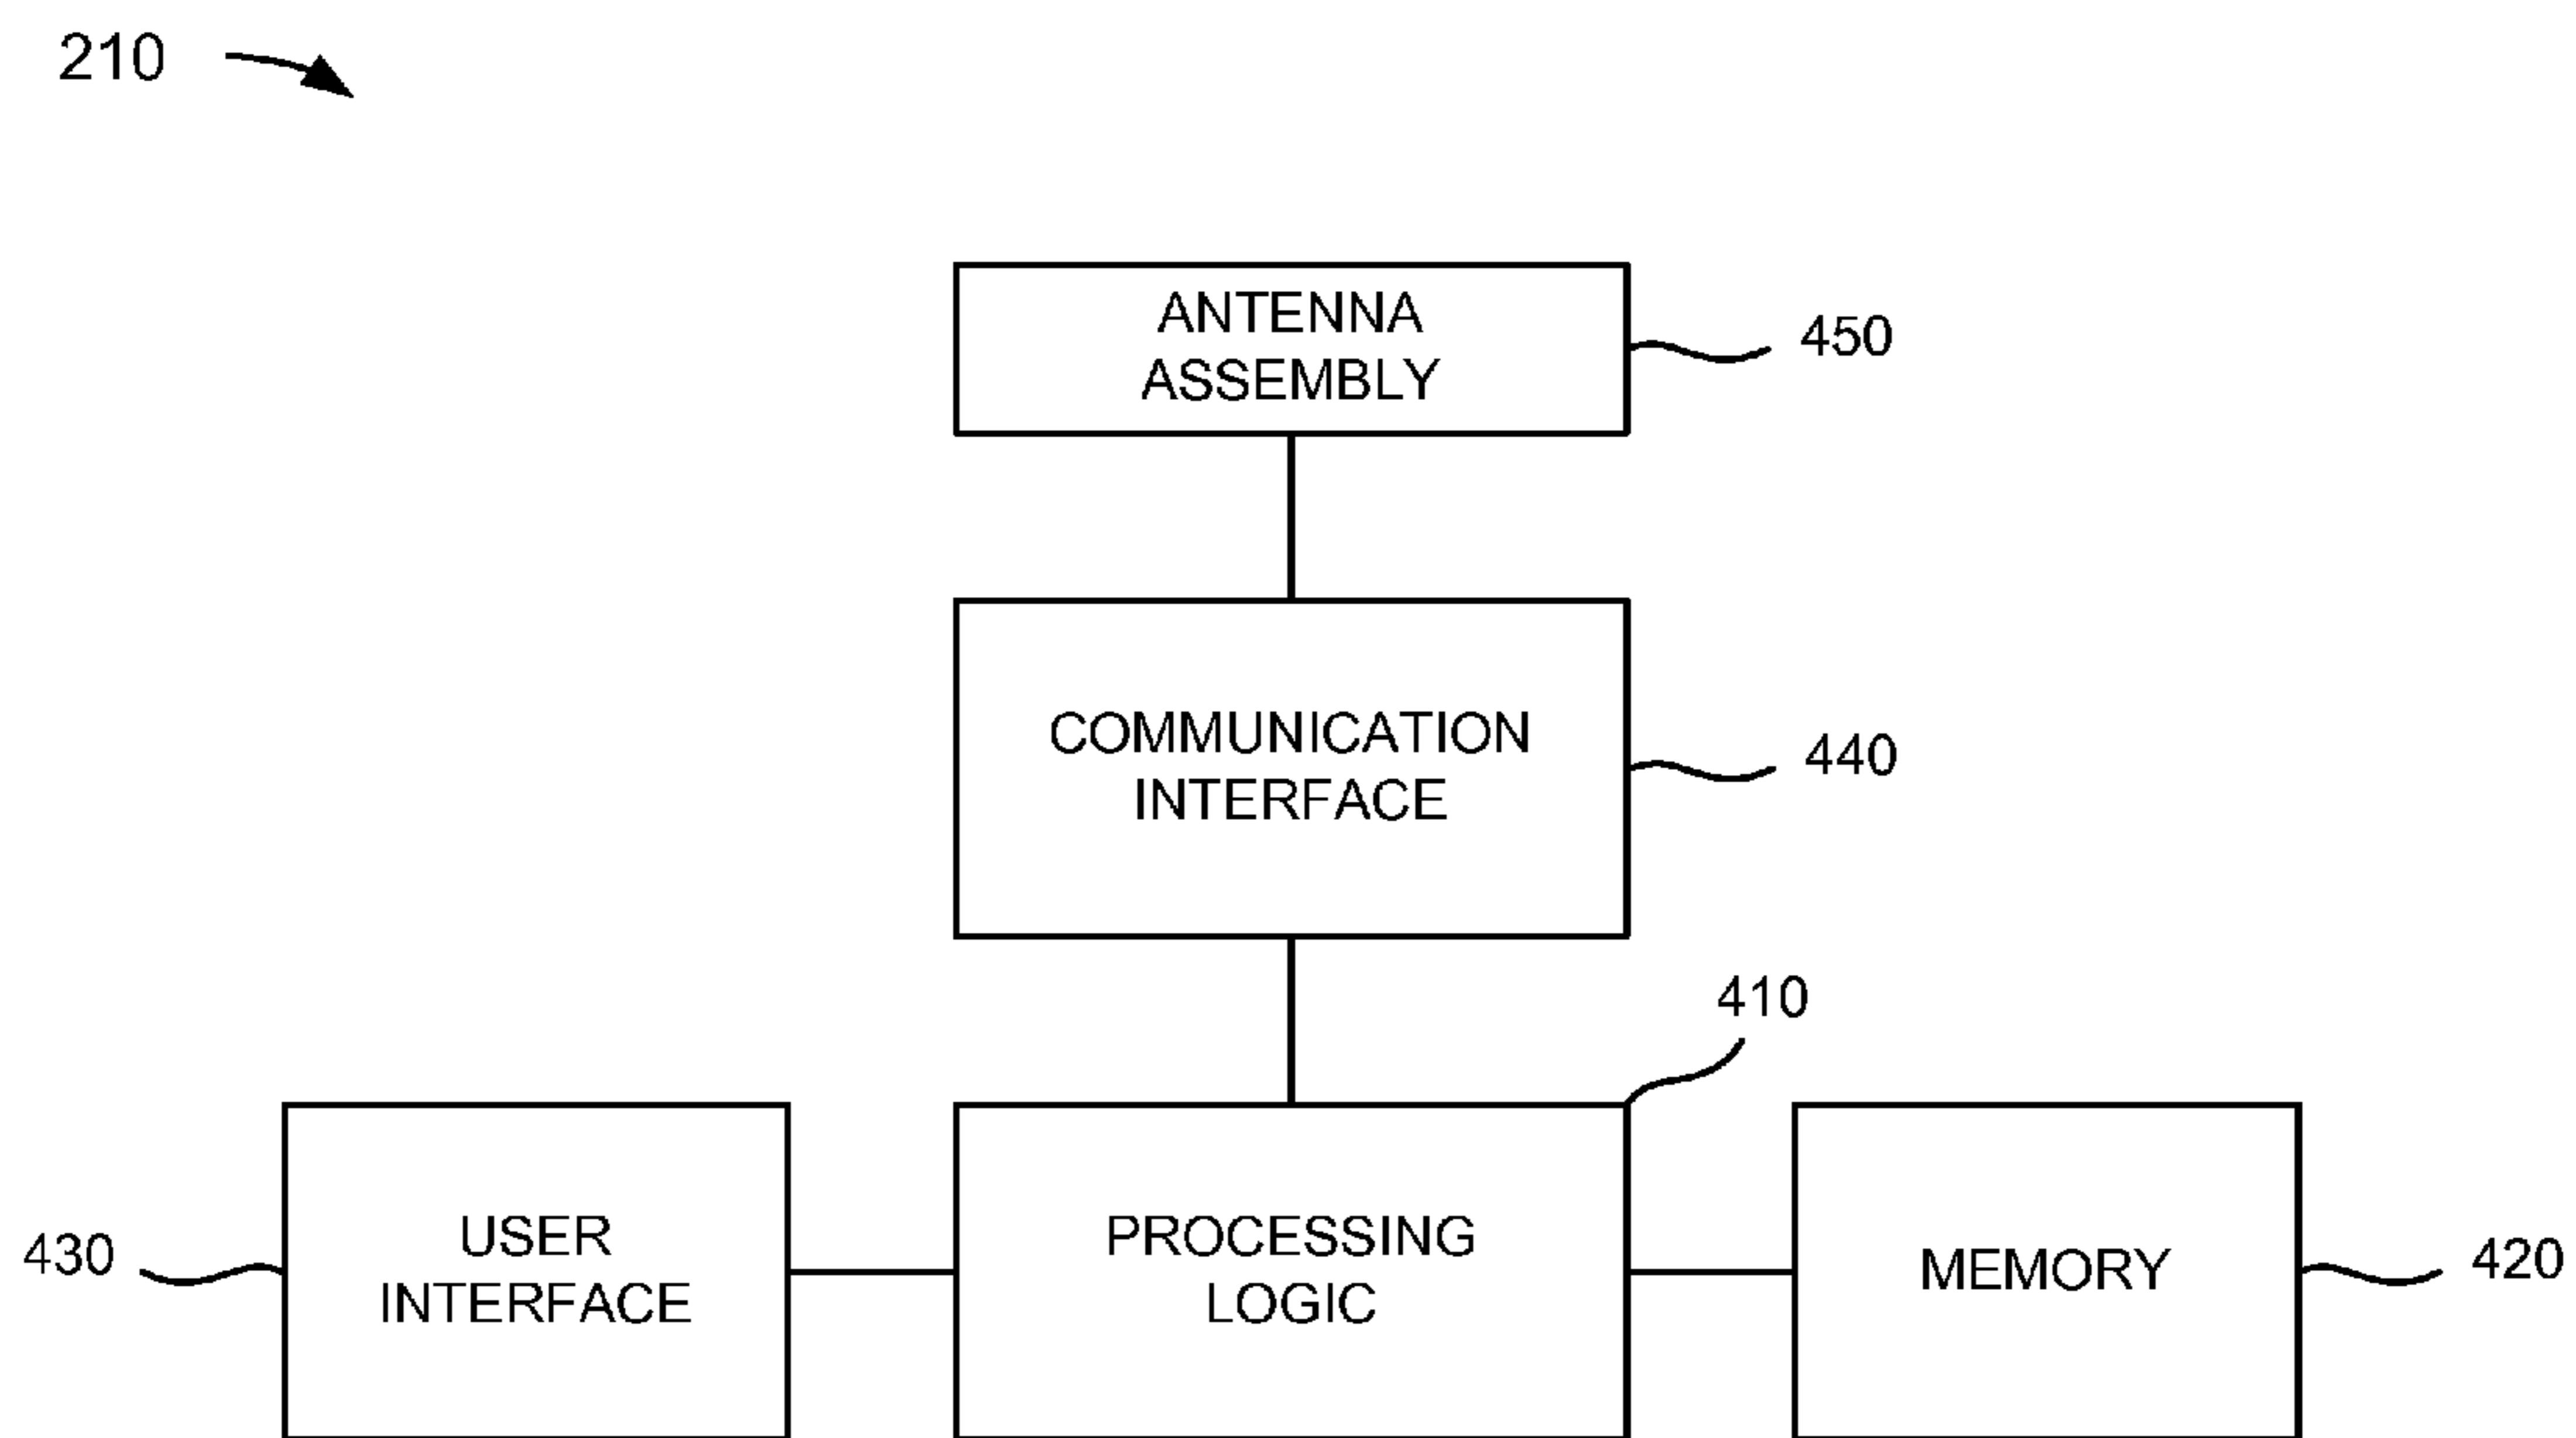 210
ANTENNA
ASSEMBLY
450
COMMUNICATION
INTERFACE
440
410
430
USER
INTERFACE
PROCESSING
LOGIC
MEMORY
420